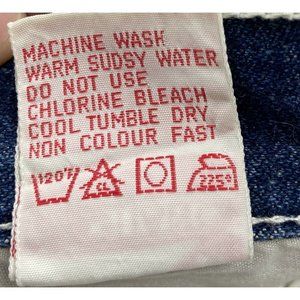 MACHINE WASH
WARM SUDSY WATER
DO NOT USE
CHLORINE BLEACH
COOL TUMBLE DRY
NON COLOUR FAST
120° CL 325°